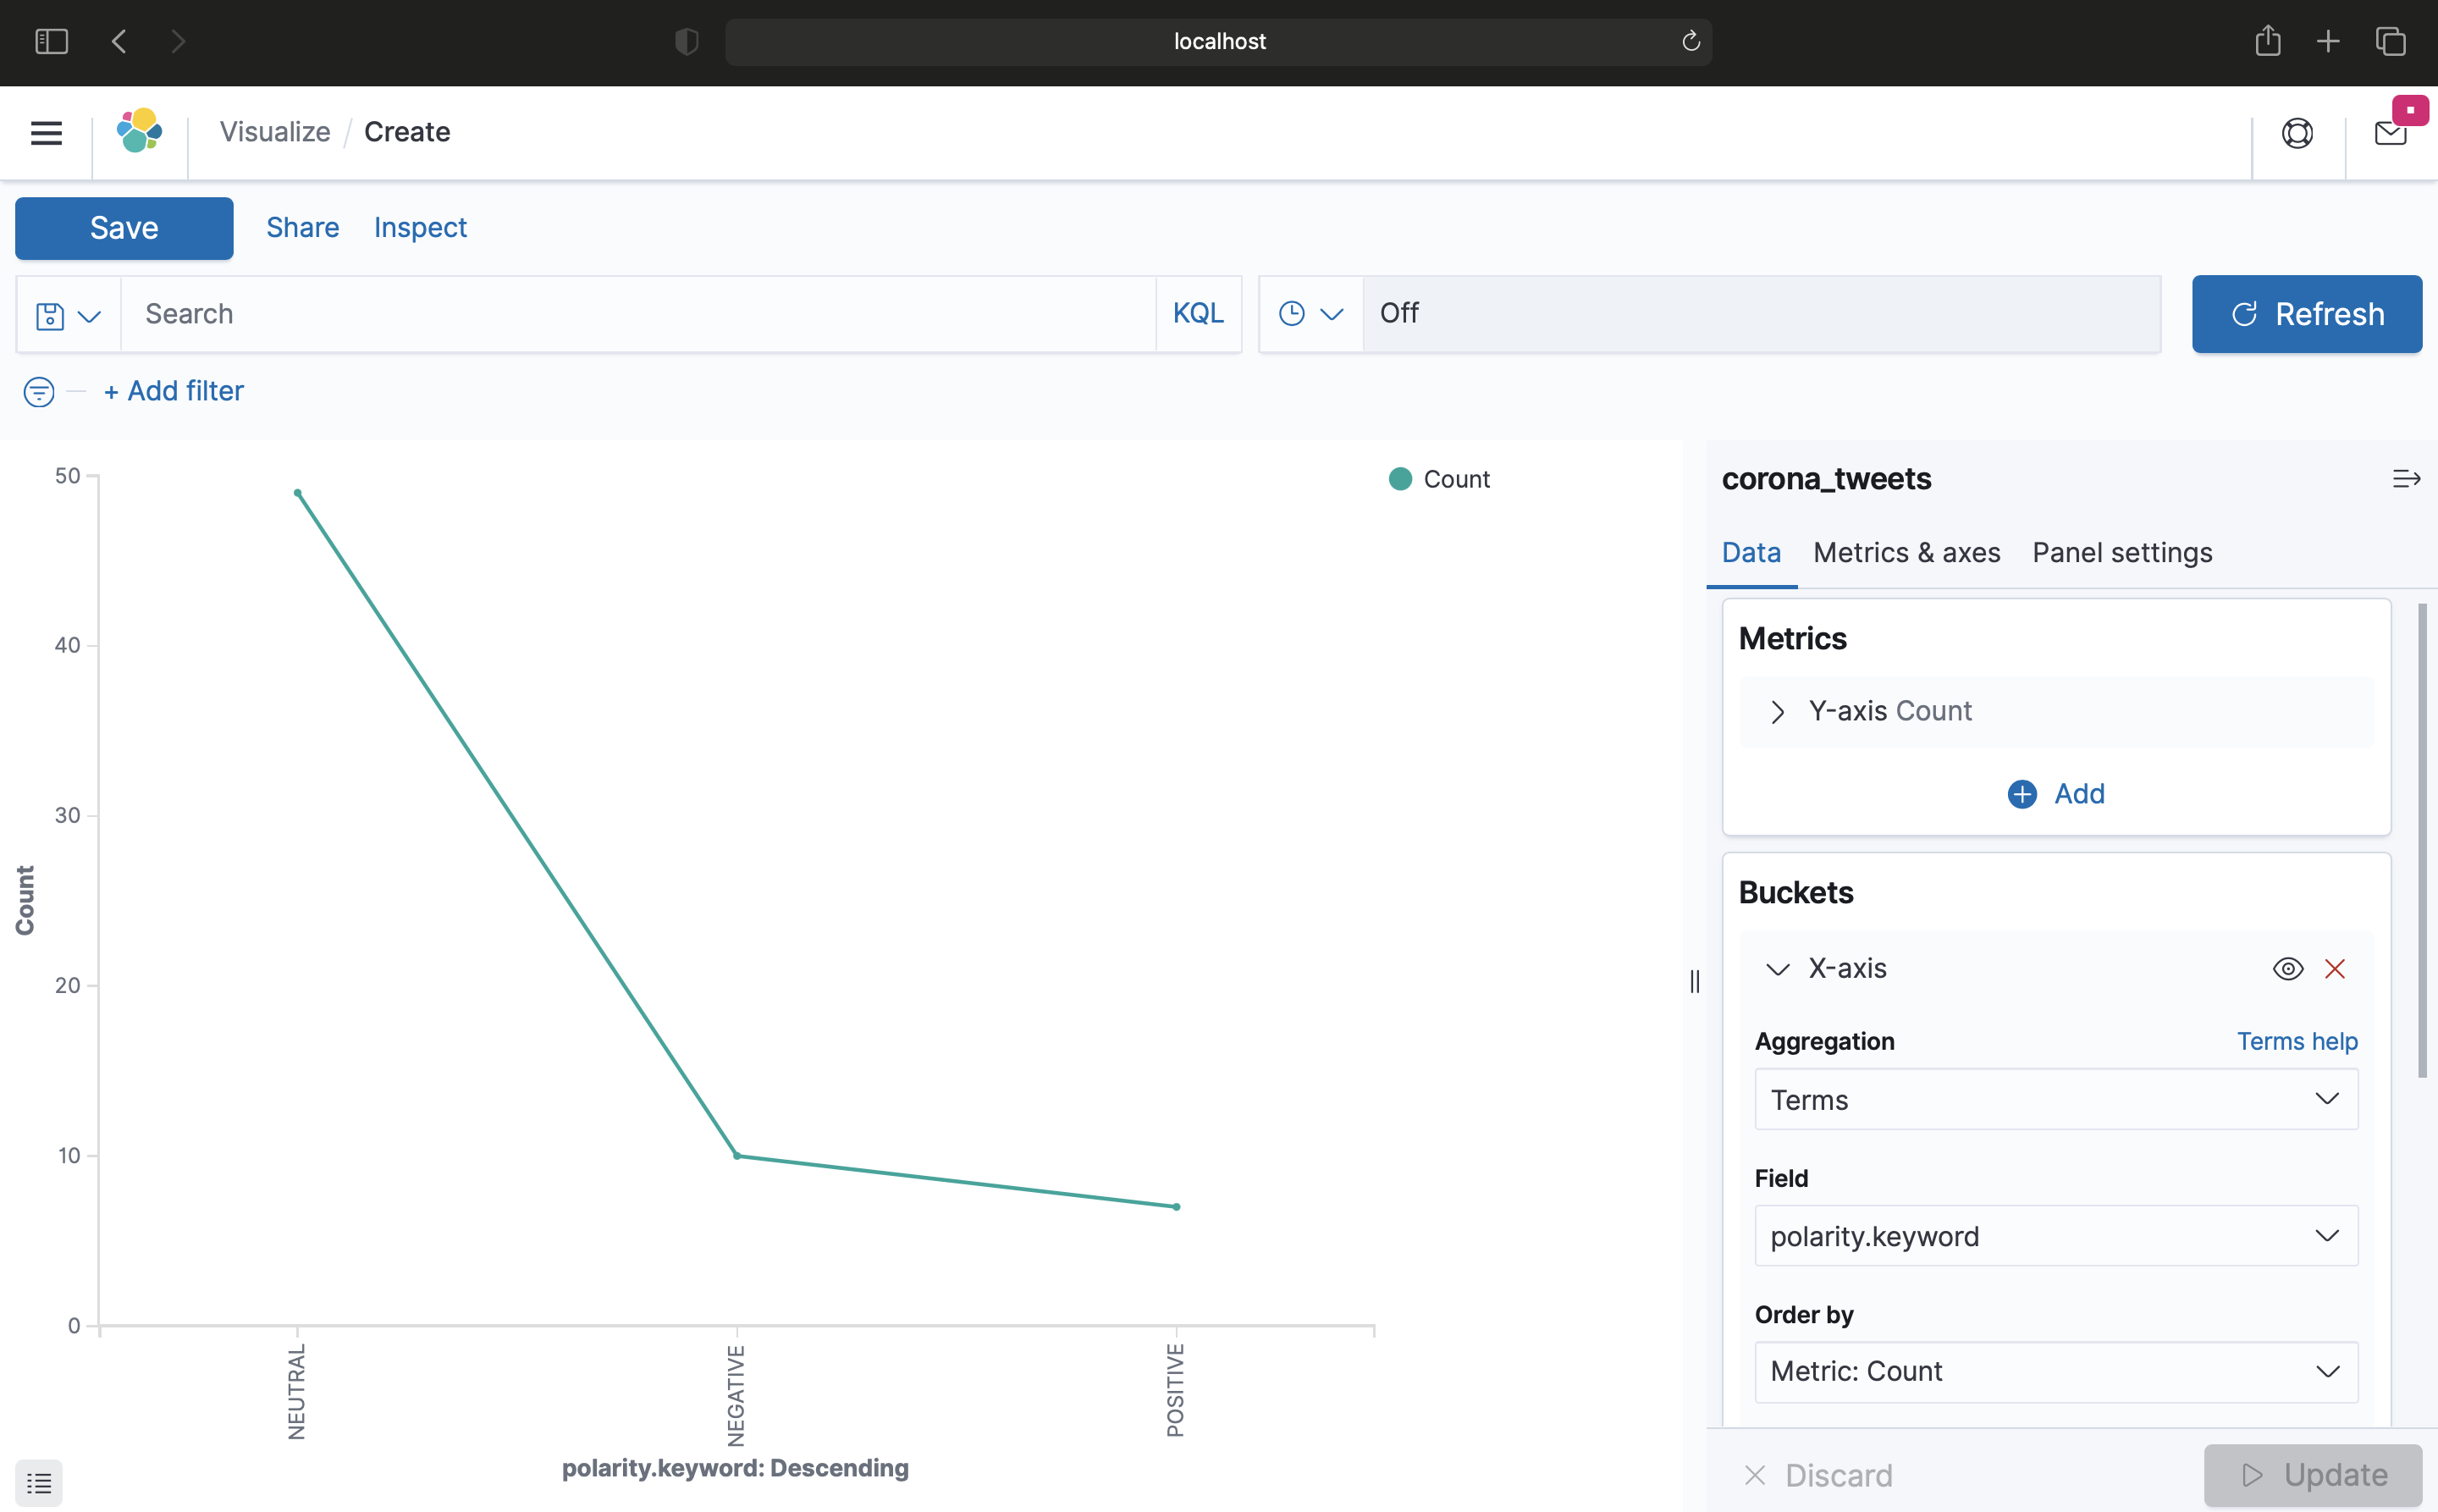 localhost
Visualize / Create
Save Share Inspect
Search KQL Off Refresh
+ Add filter
50
40
30
20
10
0
Count
NEUTRAL
NEGATIVE
POSITIVE
polarity.keyword: Descending
Count
corona_tweets
Data Metrics & axes Panel settings
Metrics
Y-axis Count
Add
Buckets
X-axis
Aggregation Terms help
Terms
Field
polarity.keyword
Order by
Metric: Count
Discard Update